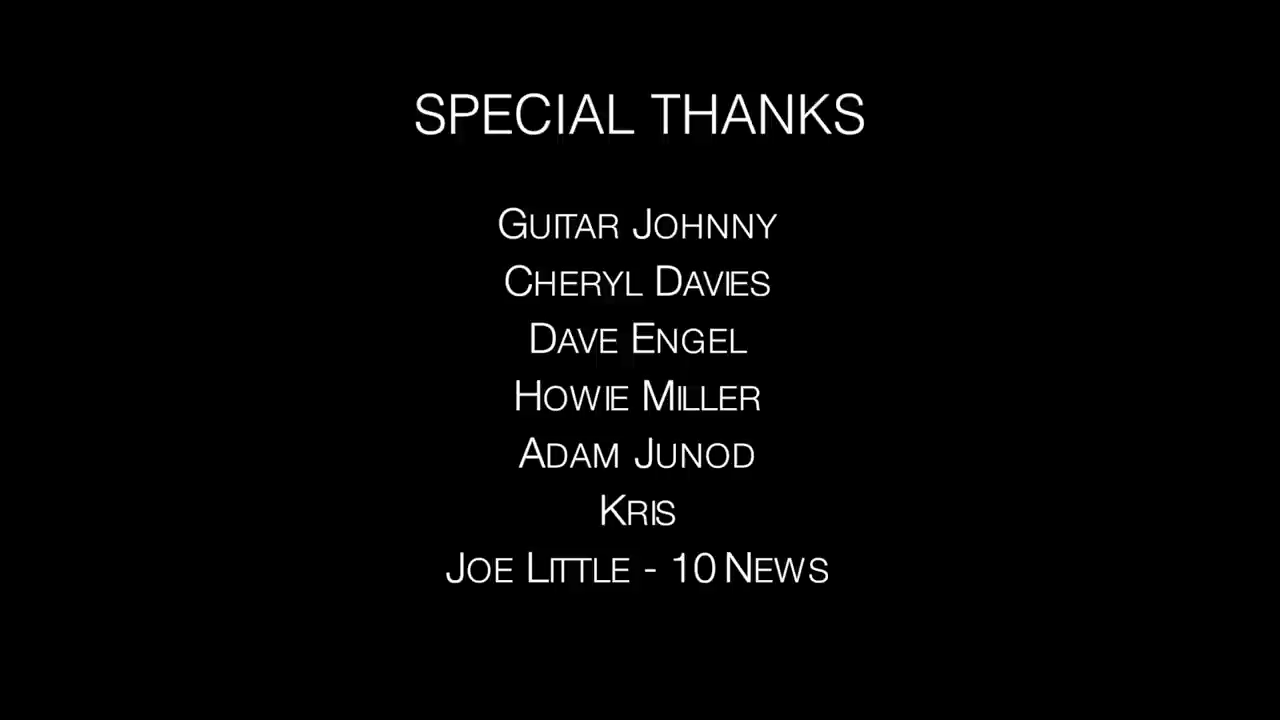 SPECIAL THANKS
GUITAR JOHNNY
CHERYL DAVIES
DAVE ENGEL
HOWIE MILLER
ADAM JUNOD
KRIS
JOE LITTLE - 10 NEWS